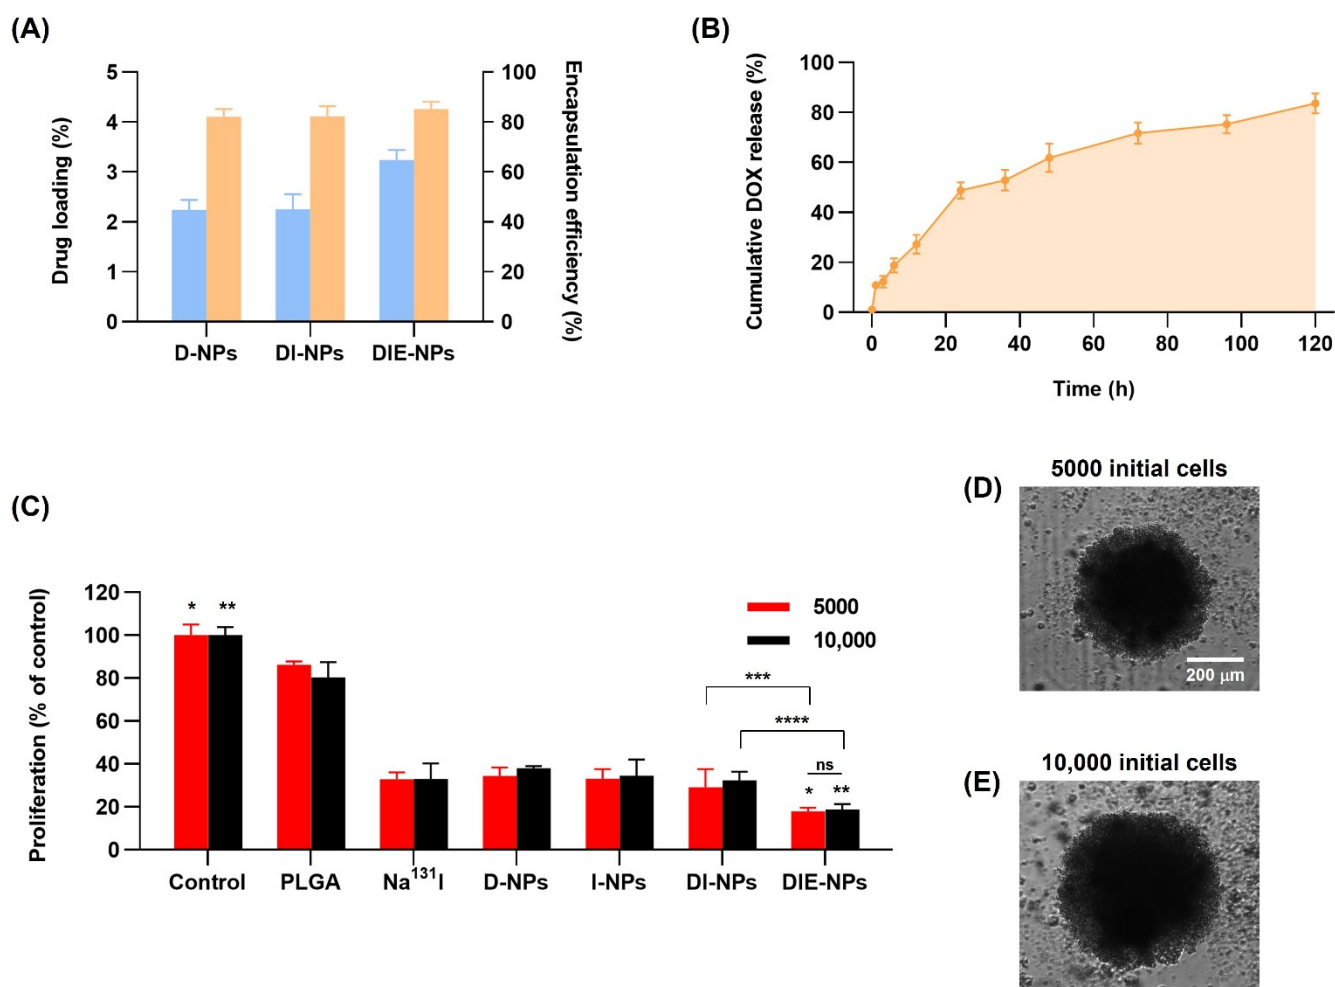 (A)
5
4
3
2
1
0
Drug loading (%)
100
80
60
40
20
0
Encapsulation efficiency (%)
D-NPs DI-NPs DIE-NPs
(B)
100
80
60
40
20
0
Cumulative DOX release (%)
0 20 40 60 80 100 120
Time (h)
(C)
120
100
80
60
40
20
0
Proliferation (% of control)
* **
5000
10,000
***
****
ns
* **
Control PLGA Na¹³¹I D-NPs I-NPs DI-NPs DIE-NPs
(D)
5000 initial cells
200 μm
(E)
10,000 initial cells